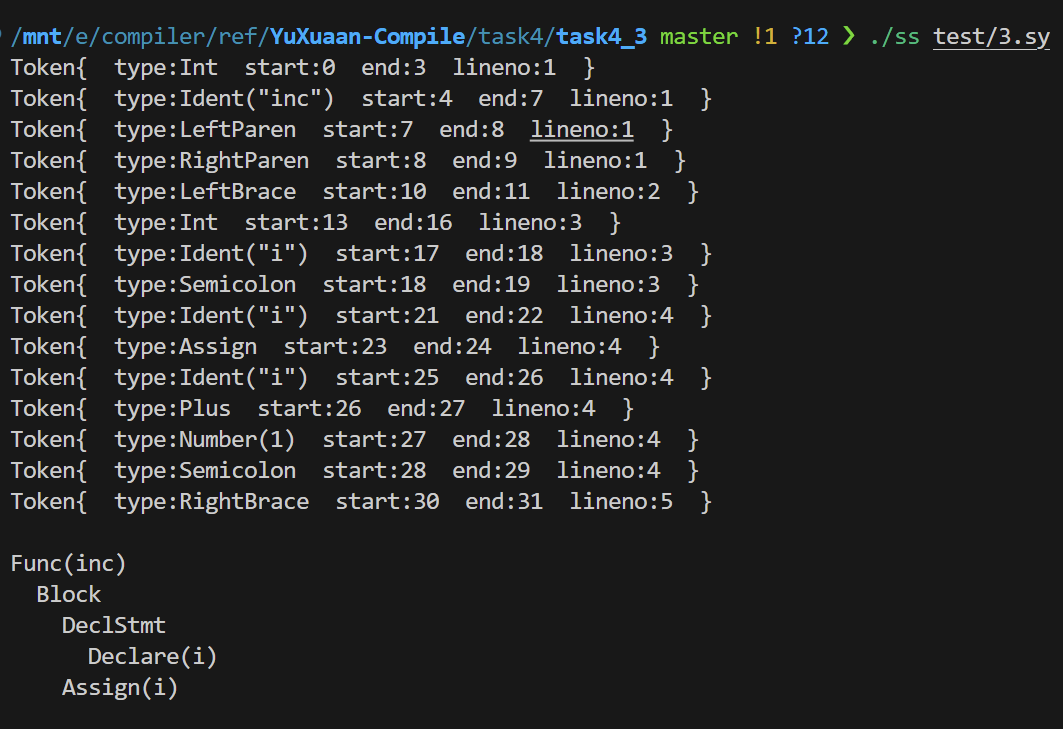 /mnt/e/compiler/ref/YuXuaan-Compile/task4/task4_3 master !1 ?12 ❯ ./ss test/3.sy
Token{  type:Int  start:0  end:3  lineno:1  }
Token{  type:Ident("inc")  start:4  end:7  lineno:1  }
Token{  type:LeftParen  start:7  end:8  lineno:1  }
Token{  type:RightParen  start:8  end:9  lineno:1  }
Token{  type:LeftBrace  start:10  end:11  lineno:2  }
Token{  type:Int  start:13  end:16  lineno:3  }
Token{  type:Ident("i")  start:17  end:18  lineno:3  }
Token{  type:Semicolon  start:18  end:19  lineno:3  }
Token{  type:Ident("i")  start:21  end:22  lineno:4  }
Token{  type:Assign  start:23  end:24  lineno:4  }
Token{  type:Ident("i")  start:25  end:26  lineno:4  }
Token{  type:Plus  start:26  end:27  lineno:4  }
Token{  type:Number(1)  start:27  end:28  lineno:4  }
Token{  type:Semicolon  start:28  end:29  lineno:4  }
Token{  type:RightBrace  start:30  end:31  lineno:5  }
Func(inc)
  Block
    DeclStmt
      Declare(i)
    Assign(i)